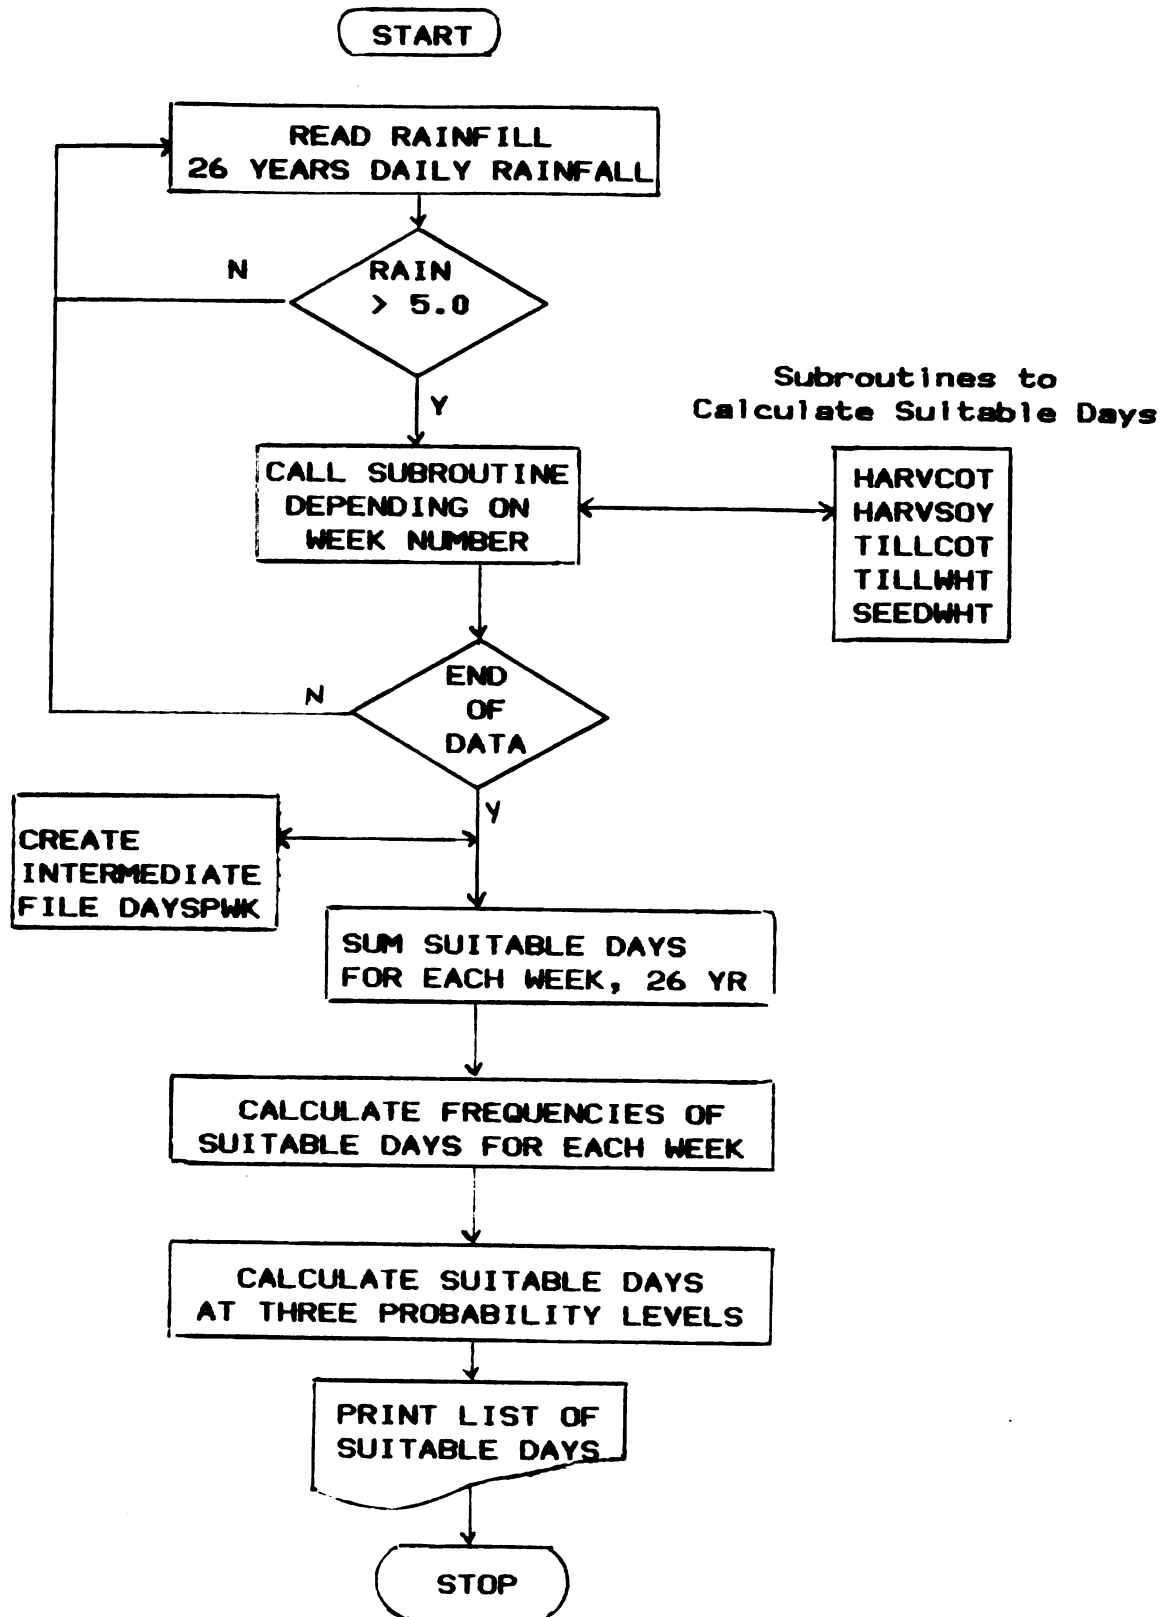 START
READ RAINFILL
26 YEARS DAILY RAINFALL
N
RAIN
> 5.0
Y
Subroutines to
Calculate Suitable Days
CALL SUBROUTINE
DEPENDING ON
WEEK NUMBER
HARVCOT
HARVSOY
TILLCOT
TILLWHT
SEEDWHT
N
END
OF
DATA
Y
CREATE
INTERMEDIATE
FILE DAYSPWK
SUM SUITABLE DAYS
FOR EACH WEEK, 26 YR
CALCULATE FREQUENCIES OF
SUITABLE DAYS FOR EACH WEEK
CALCULATE SUITABLE DAYS
AT THREE PROBABILITY LEVELS
PRINT LIST OF
SUITABLE DAYS
STOP